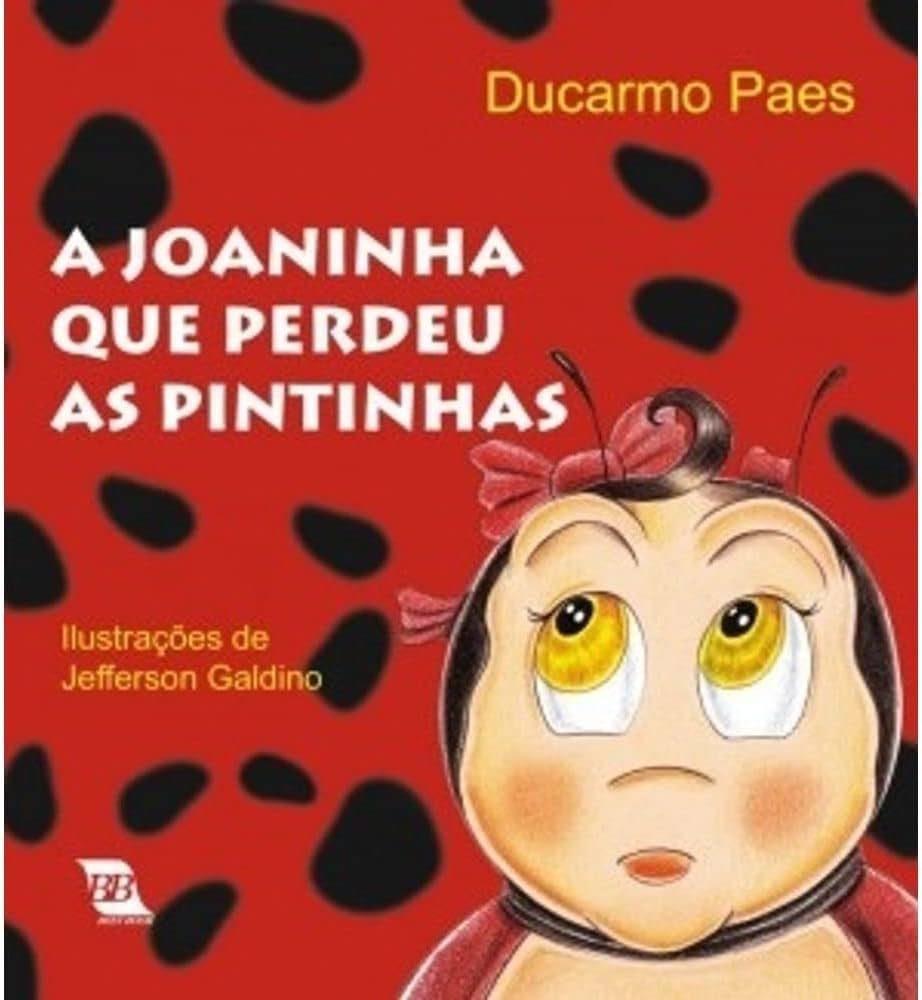 Ducarmo Paes
A JOANINHA
QUE PERDEU
AS PINTINHAS
Ilustrações de
Jefferson Galdino
BB